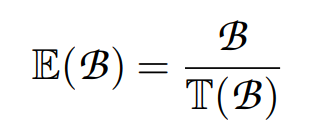 𝔼(𝓑) = 𝓑 / 𝕋(𝓑)